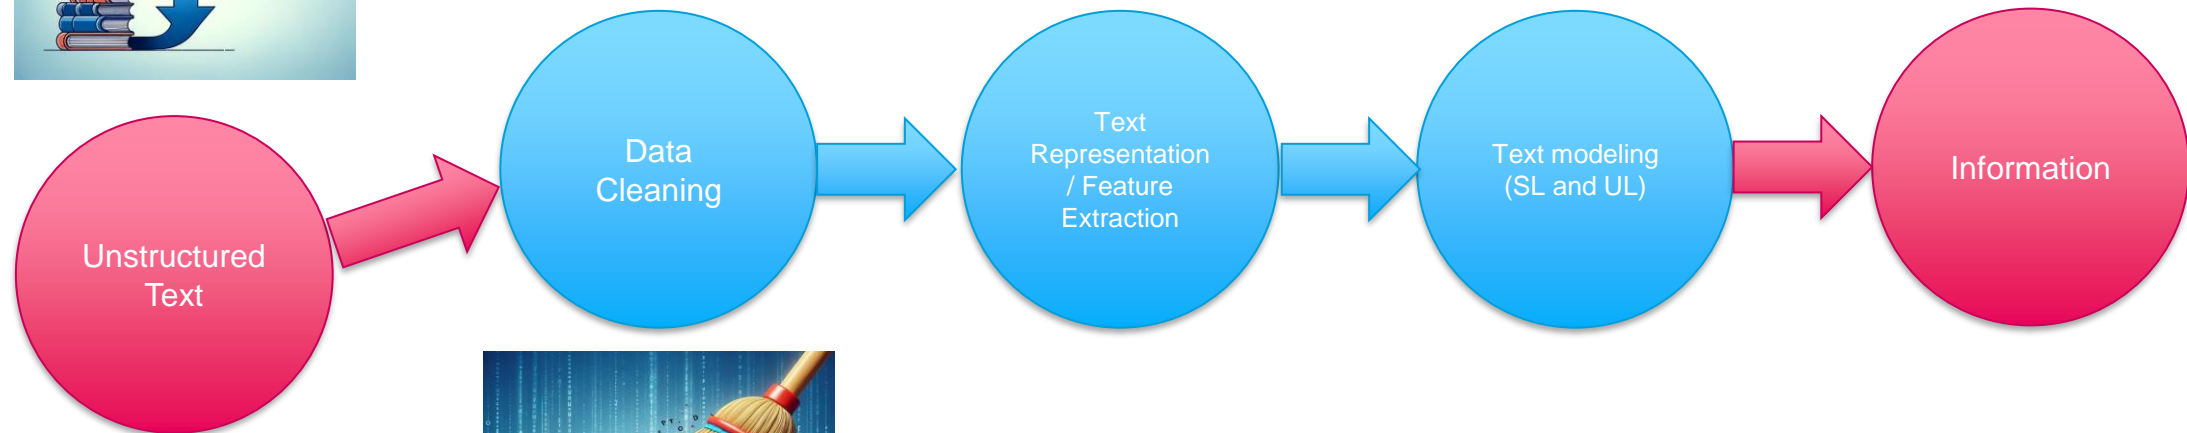 Unstructured
Text
Data
Cleaning
Text
Representation
/ Feature
Extraction
Text modeling
(SL and UL)
Information